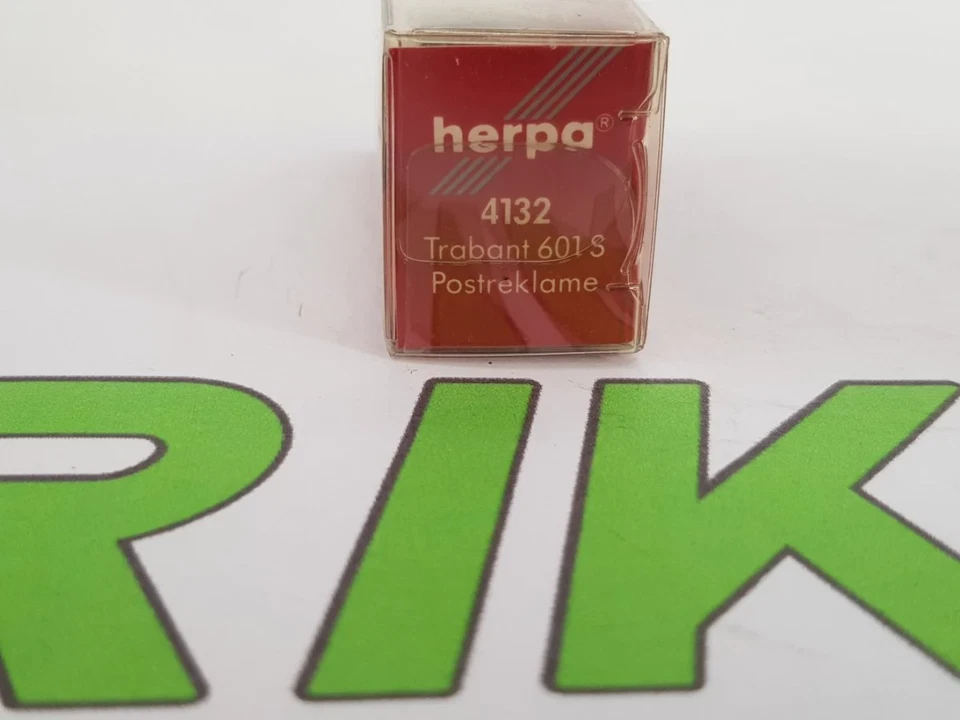 herpa®
4132
Trabant 601 S
Postreklame
RIK